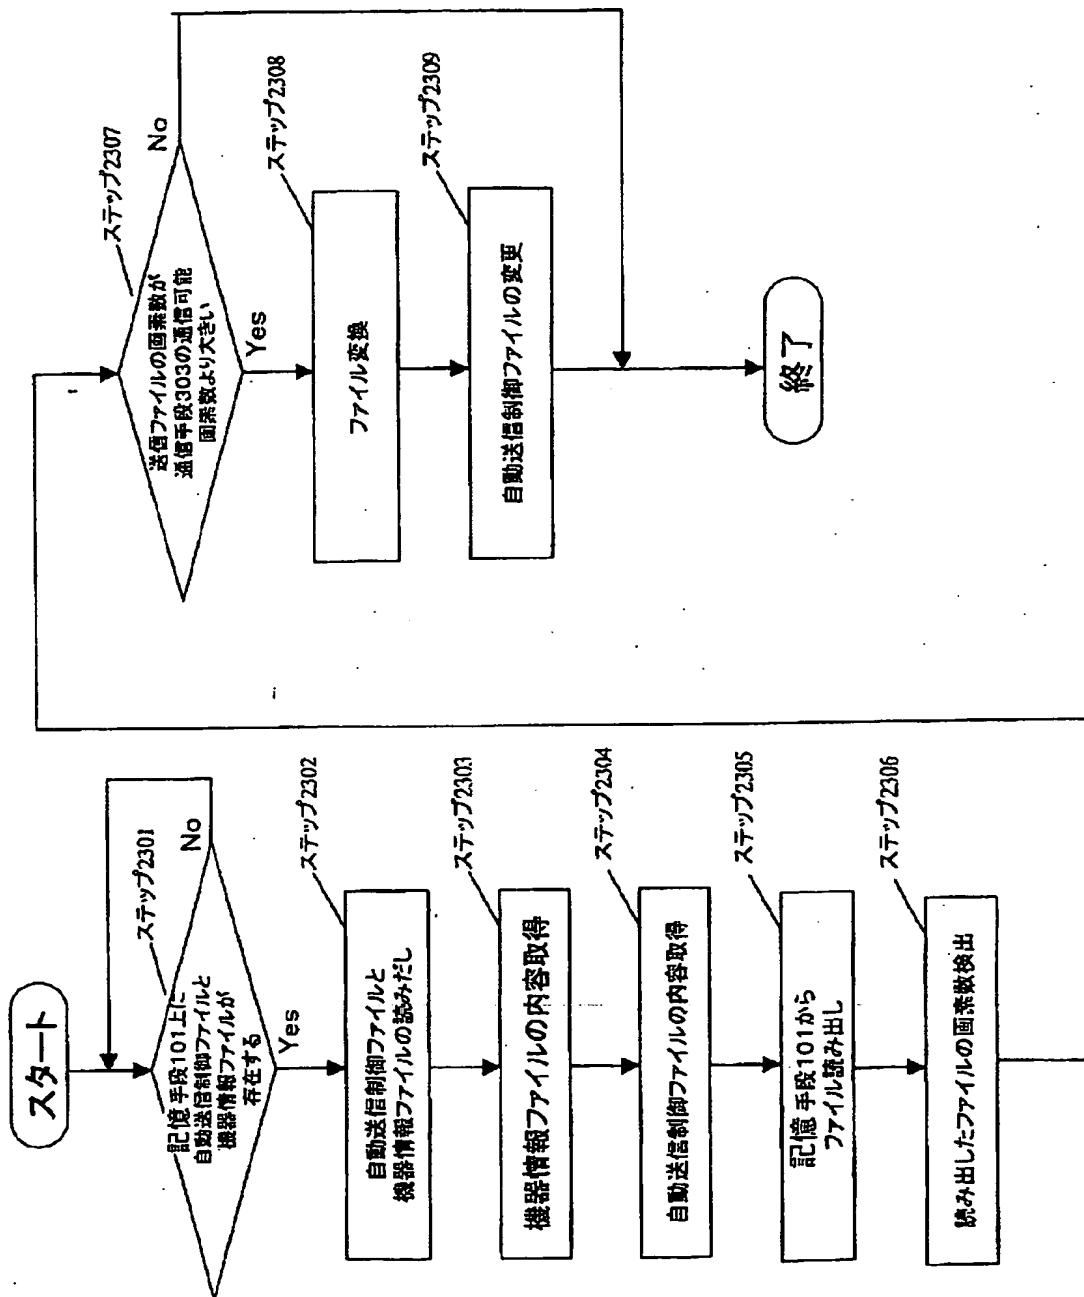 スタート
ステップ2301
記憶手段101上に
自動送信制御ファイルと
機器情報ファイルが
存在する
No
Yes
ステップ2302
自動送信制御ファイルと
機器情報ファイルの読みだし
ステップ2303
機器情報ファイルの内容取得
ステップ2304
自動送信制御ファイルの内容取得
ステップ2305
記憶手段101から
ファイル読み出し
ステップ2306
読み出したファイルの画素数検出
ステップ2307
送信ファイルの画素数が
通信手段303の通信可能
画素数より大きい
No
Yes
ステップ2308
ファイル変換
ステップ2309
自動送信制御ファイルの変更
終了